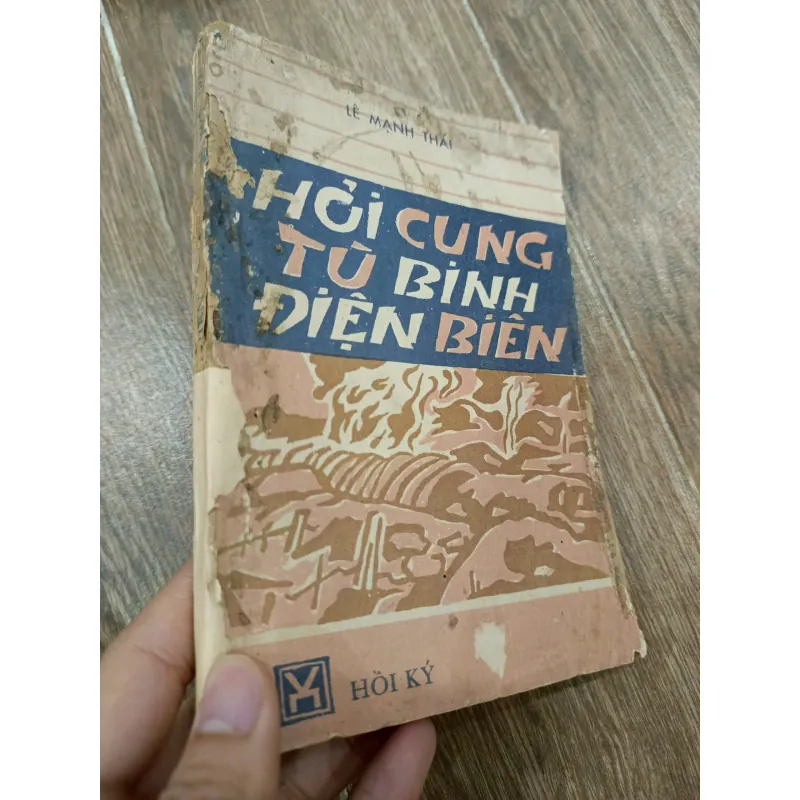 LÊ MẠNH THÁI
HỎI CUNG
TÙ BINH
ĐIỆN BIÊN
HỒI KÝ